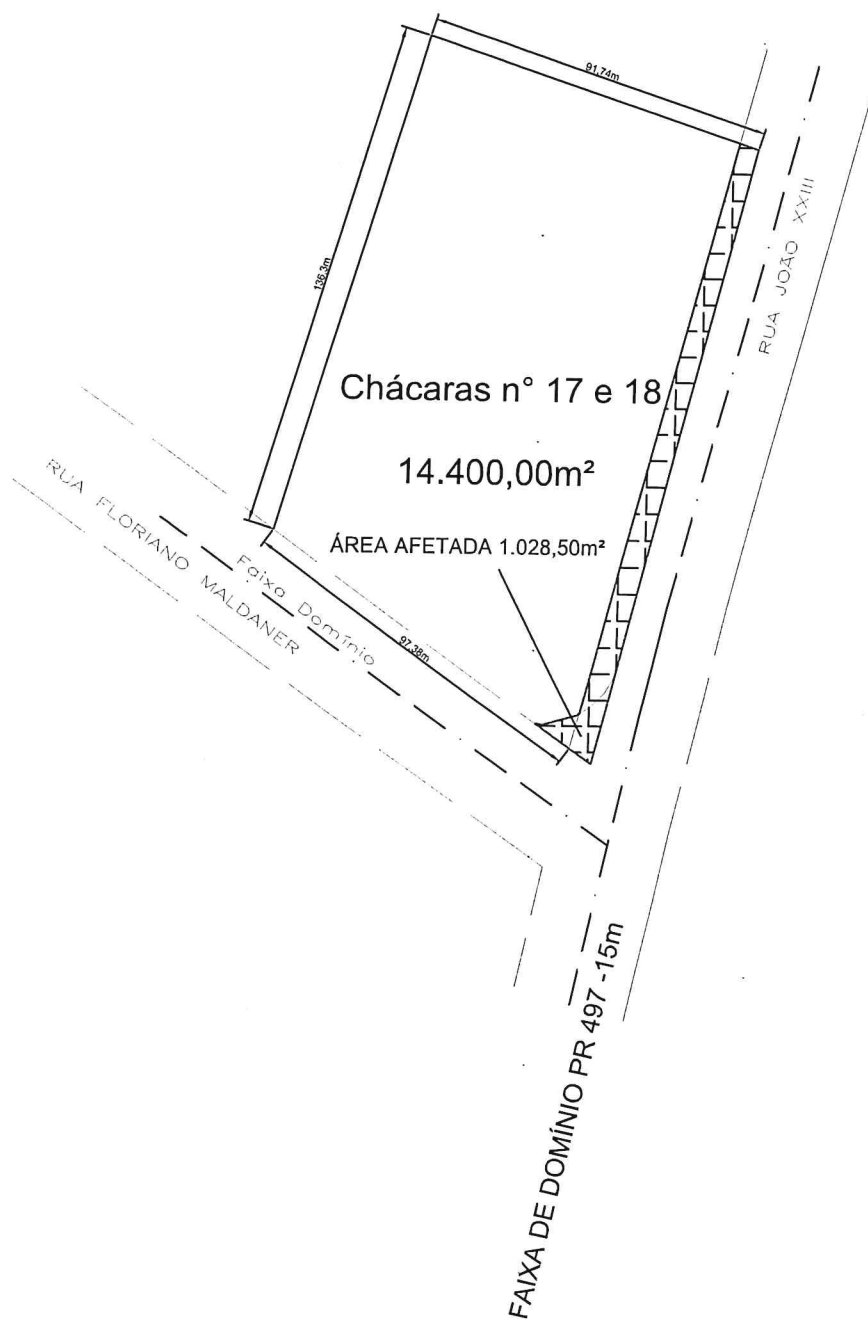 91,74m
136,3m
RUA JOÃO XXIII
Chácaras n° 17 e 18
14.400,00m²
ÁREA AFETADA 1.028,50m²
RUA FLORIANO MALDANER
Faixa Domínio
97,38m
FAIXA DE DOMÍNIO PR 497 -15m